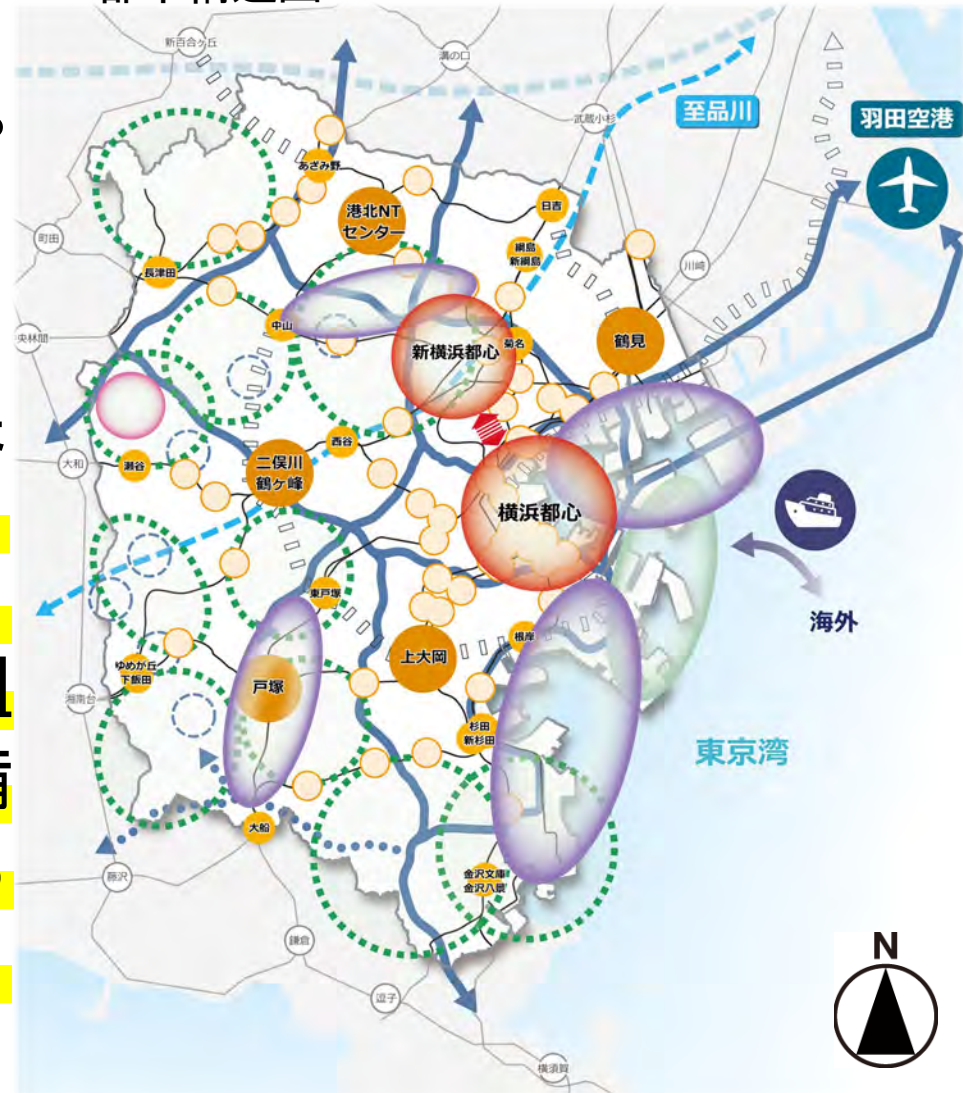 新百合ヶ丘
溝の口
武蔵小杉
至品川
羽田空港
あざみ野
港北NT
センター
日吉
町田
長津田
綱島
新綱島
川崎
中山
央林間
新横浜都心
菊名
鶴見
大和
瀬谷
二俣川
鶴ヶ峰
西谷
横浜都心
海外
東戸塚
根岸
上大岡
ゆめが丘
下飯田
湘南台
戸塚
杉田
新杉田
東京湾
大船
藤沢
金沢文庫
金沢八景
鎌倉
逗子
横須賀
N